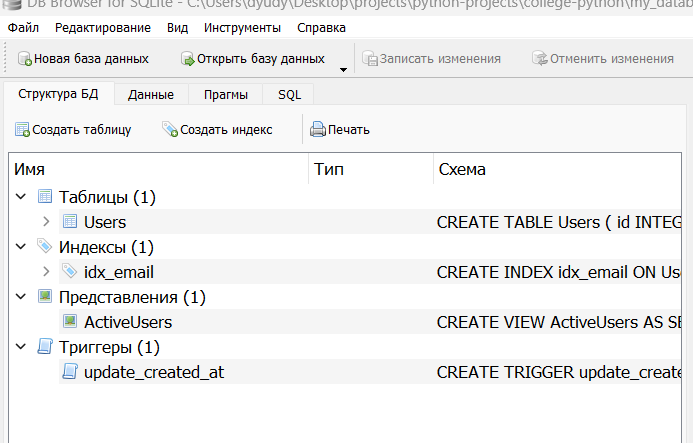 DB Browser for SQLite - C:\Users\dyudy\Desktop\projects\python-projects\college-python\my_datab
Файл Редактирование Вид Инструменты Справка
Новая база данных Открыть базу данных Записать изменения Отменить изменения
Структура БД Данные Прагмы SQL
Создать таблицу Создать индекс Печать
Имя Тип Схема
Таблицы (1)
Users CREATE TABLE Users ( id INTEG
Индексы (1)
idx_email CREATE INDEX idx_email ON Use
Представления (1)
ActiveUsers CREATE VIEW ActiveUsers AS SE
Триггеры (1)
update_created_at CREATE TRIGGER update_create